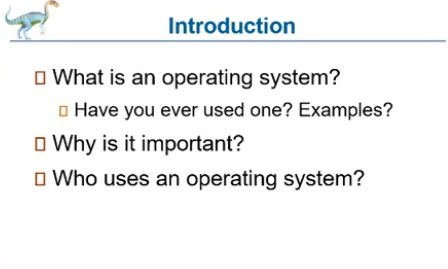 Introduction
What is an operating system?
Have you ever used one? Examples?
Why is it important?
Who uses an operating system?